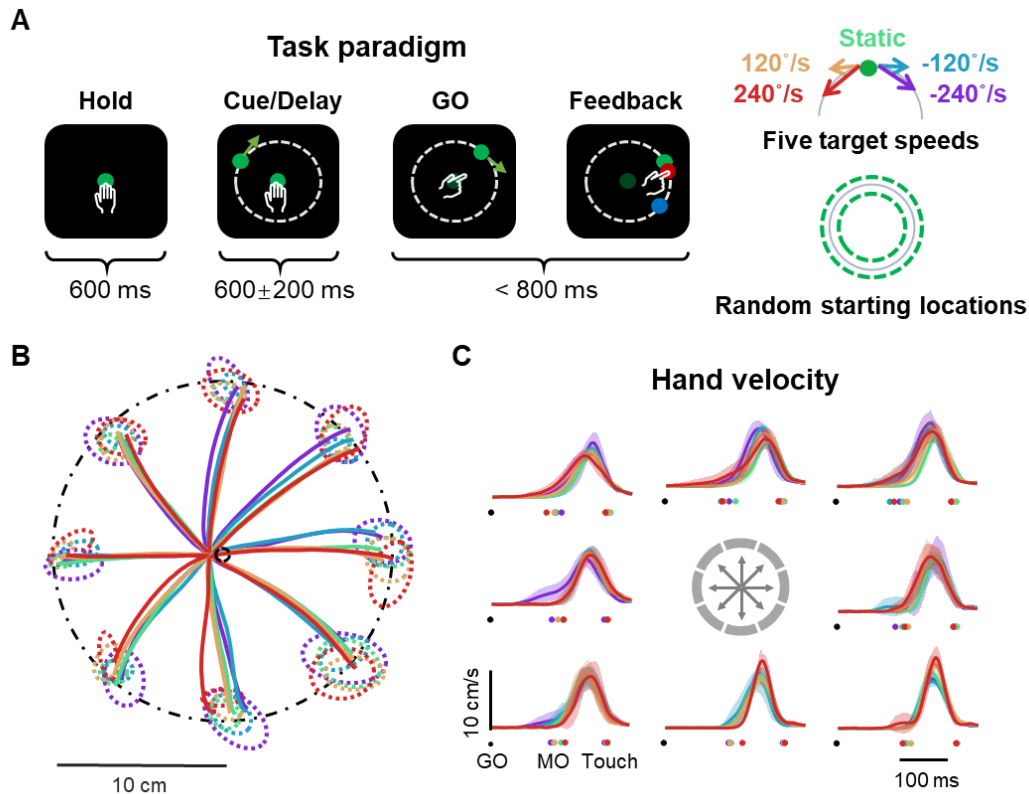 A
Task paradigm
Hold
Cue/Delay
GO
Feedback
600 ms
600±200 ms
< 800 ms
Static
120°/s
-120°/s
240°/s
-240°/s
Five target speeds
Random starting locations
B
10 cm
C
Hand velocity
10 cm/s
GO
MO
Touch
100 ms